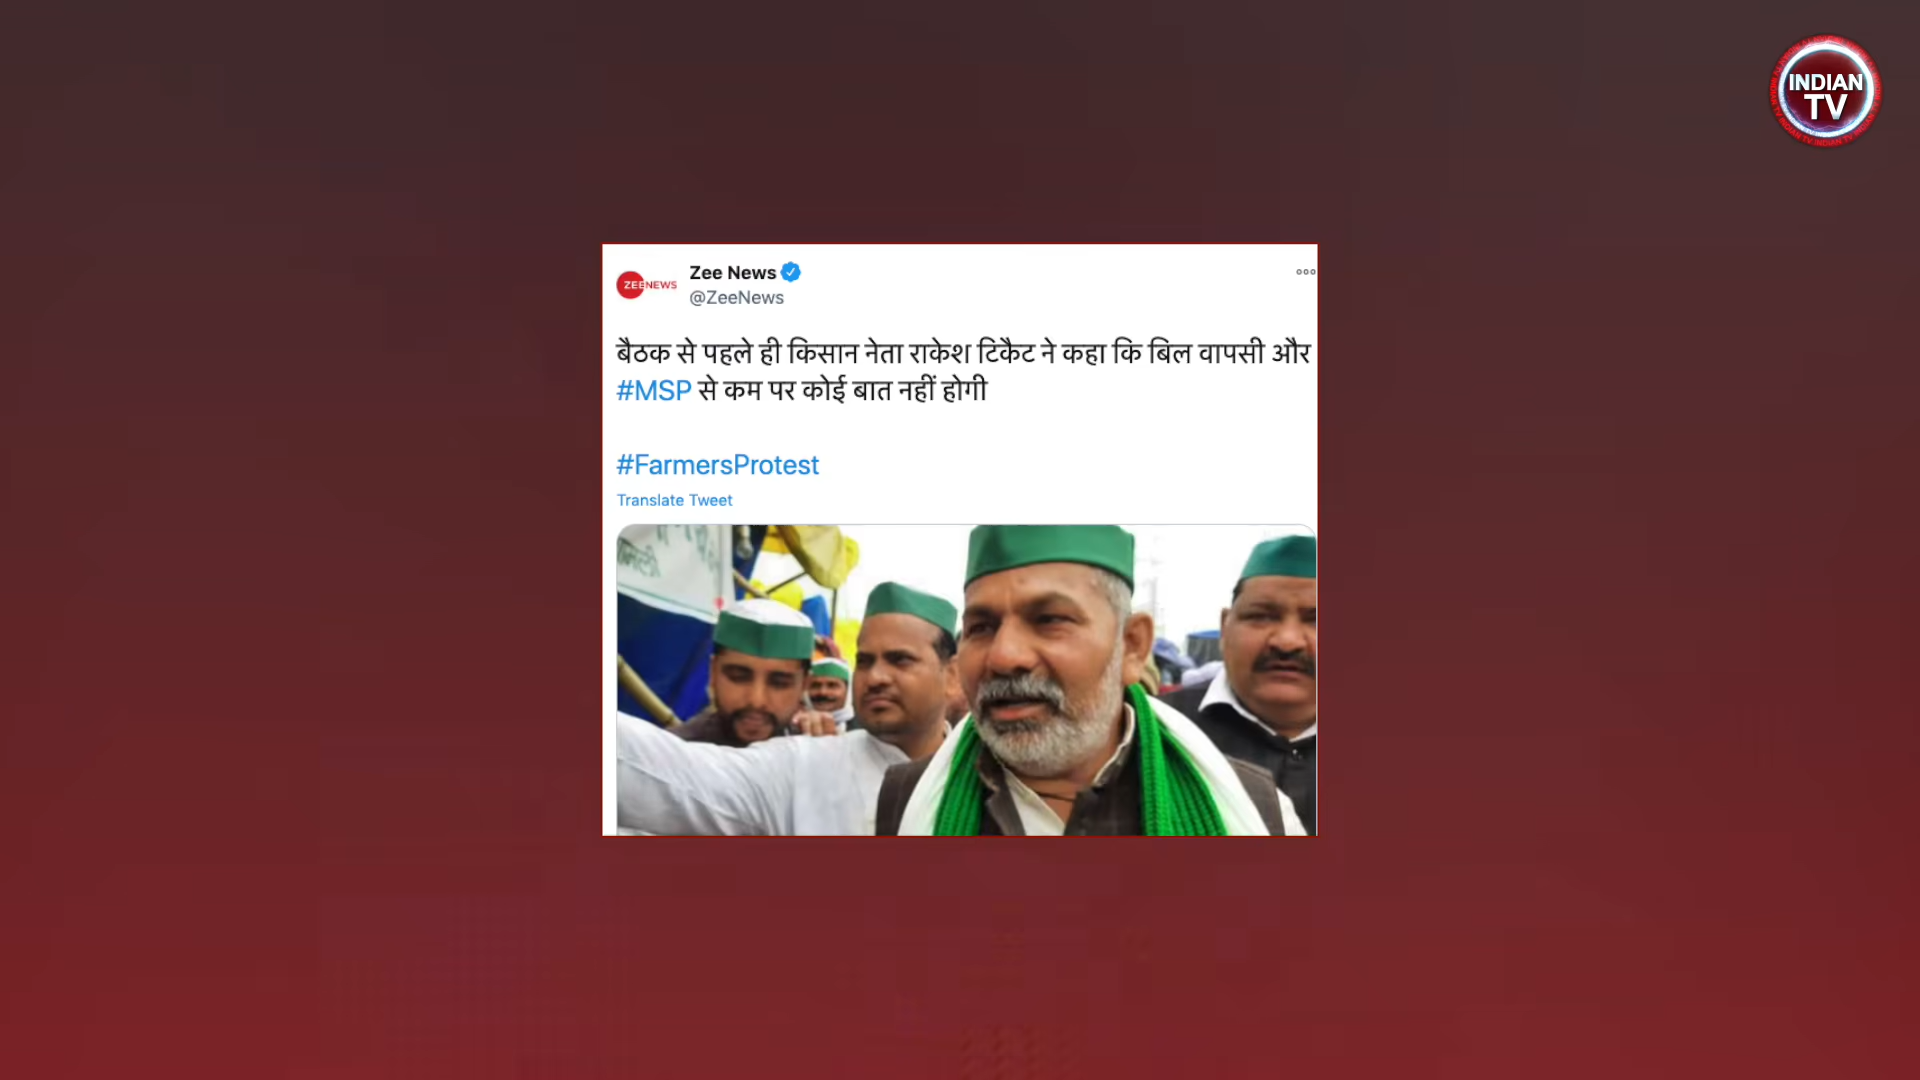 INDIAN
TV
ZEENEWS
Zee News
@ZeeNews
बैठक से पहले ही किसान नेता राकेश टिकैट ने कहा कि बिल वापसी और
#MSP से कम पर कोई बात नहीं होगी
#FarmersProtest
Translate Tweet